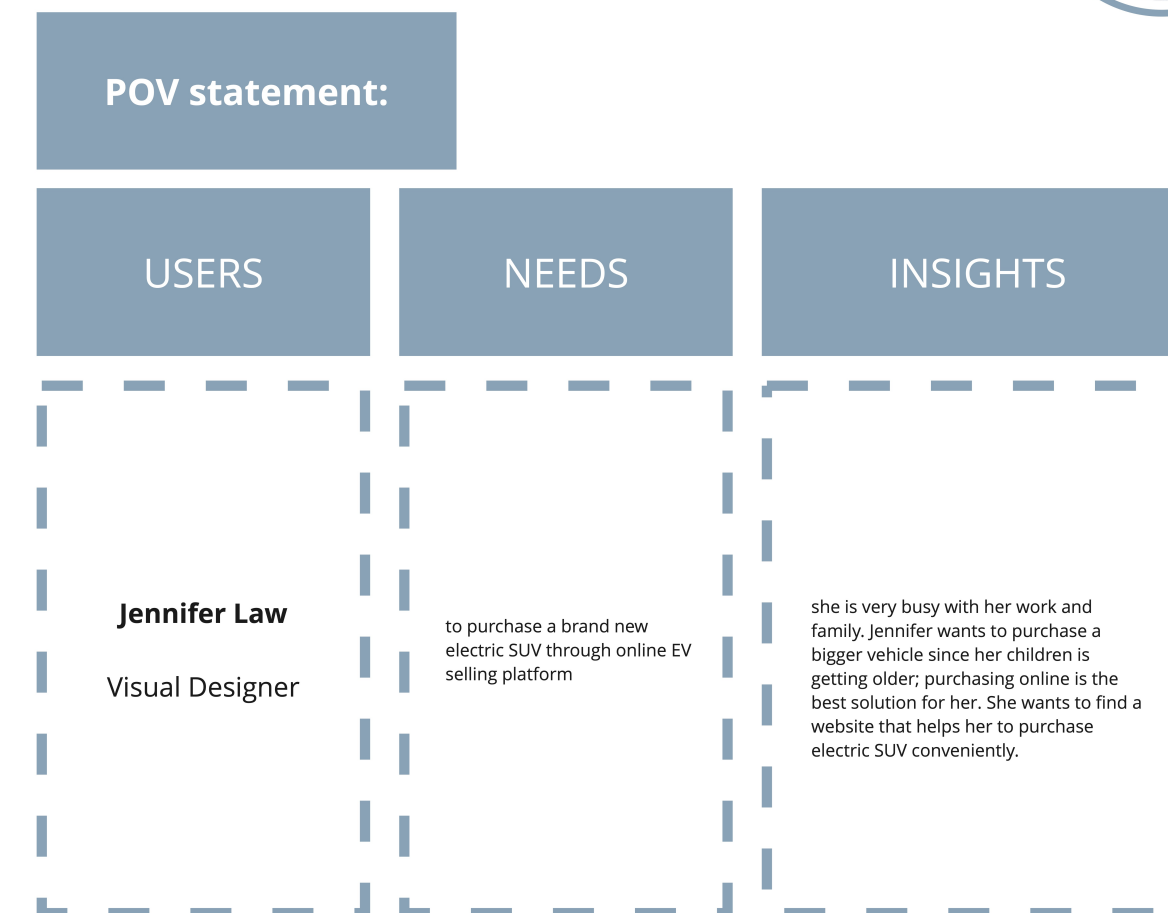 POV statement:
USERS
NEEDS
INSIGHTS
Jennifer Law
Visual Designer
to purchase a brand new
electric SUV through online EV
selling platform
she is very busy with her work and
family. Jennifer wants to purchase a
bigger vehicle since her children is
getting older; purchasing online is the
best solution for her. She wants to find a
website that helps her to purchase
electric SUV conveniently.